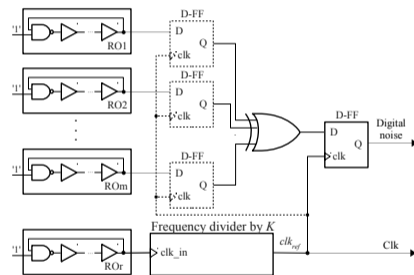 D-FF
'1'
RO1
D
Q
clk
D-FF
'1'
RO2
D
Q
clk
D-FF
D
Q
clk
Digital
noise
D-FF
'1'
ROm
D
Q
clk
Frequency divider by K
'1'
ROr
clk_in
clk_ref
Clk